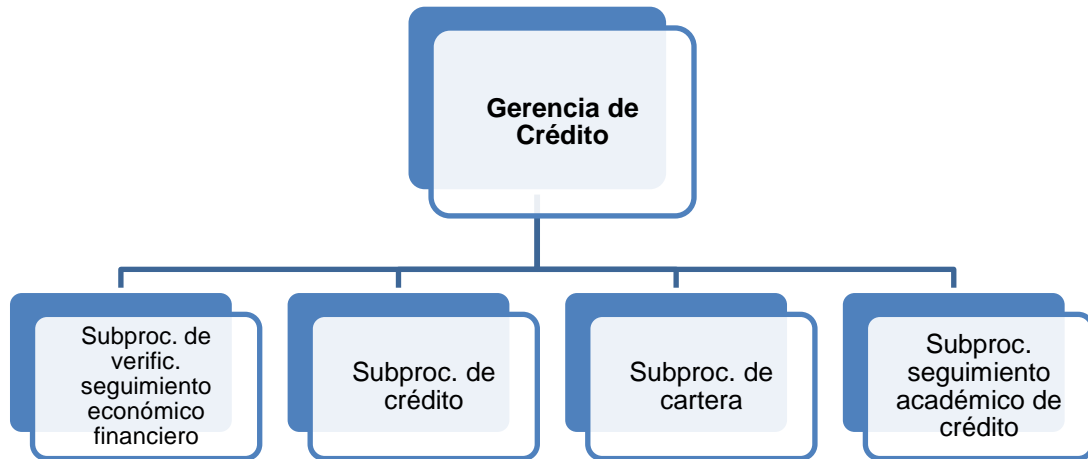 Gerencia de
Crédito
Subproc. de
verific.
seguimiento
económico
financiero
Subproc. de
crédito
Subproc. de
cartera
Subproc.
seguimiento
académico de
crédito